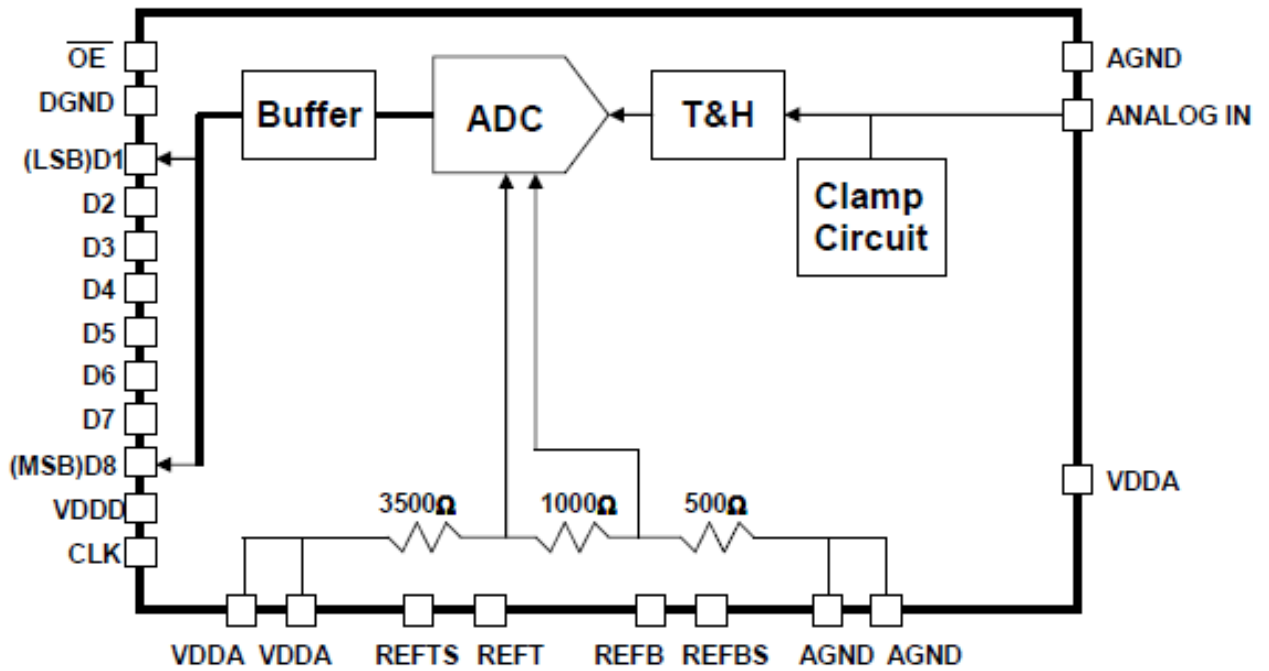 OE
AGND
DGND
Buffer
ADC
T&H
ANALOG IN
(LSB)D1
D2
Clamp
Circuit
D3
D4
D5
D6
D7
(MSB)D8
VDDA
VDDD
3500Ω
1000Ω
500Ω
CLK
VDDA VDDA REFTS REFT REFB REFBS AGND AGND